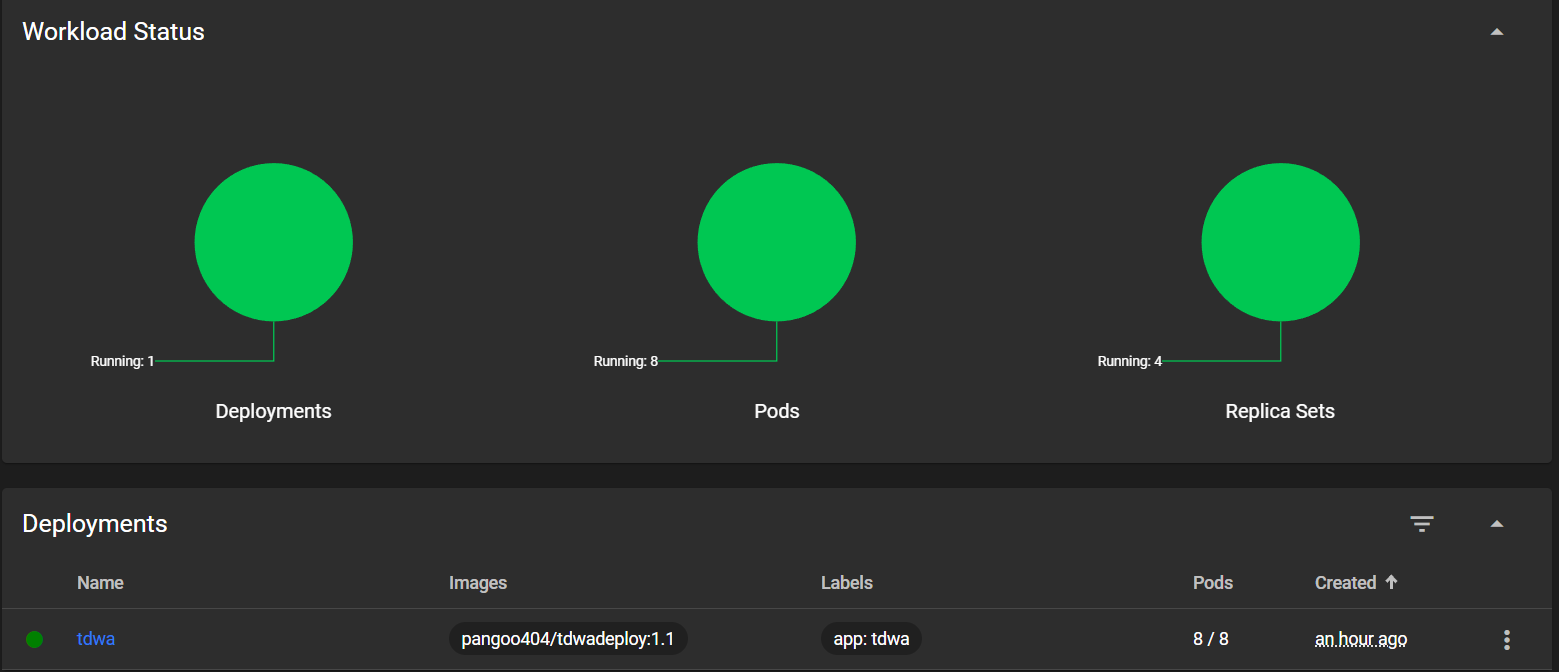 Workload Status
Running: 1 Running: 8 Running: 4
Deployments Pods Replica Sets
Deployments
Name Images Labels Pods Created ↑
tdwa pangoo404/tdwadeploy:1.1 app: tdwa 8 / 8 an hour ago